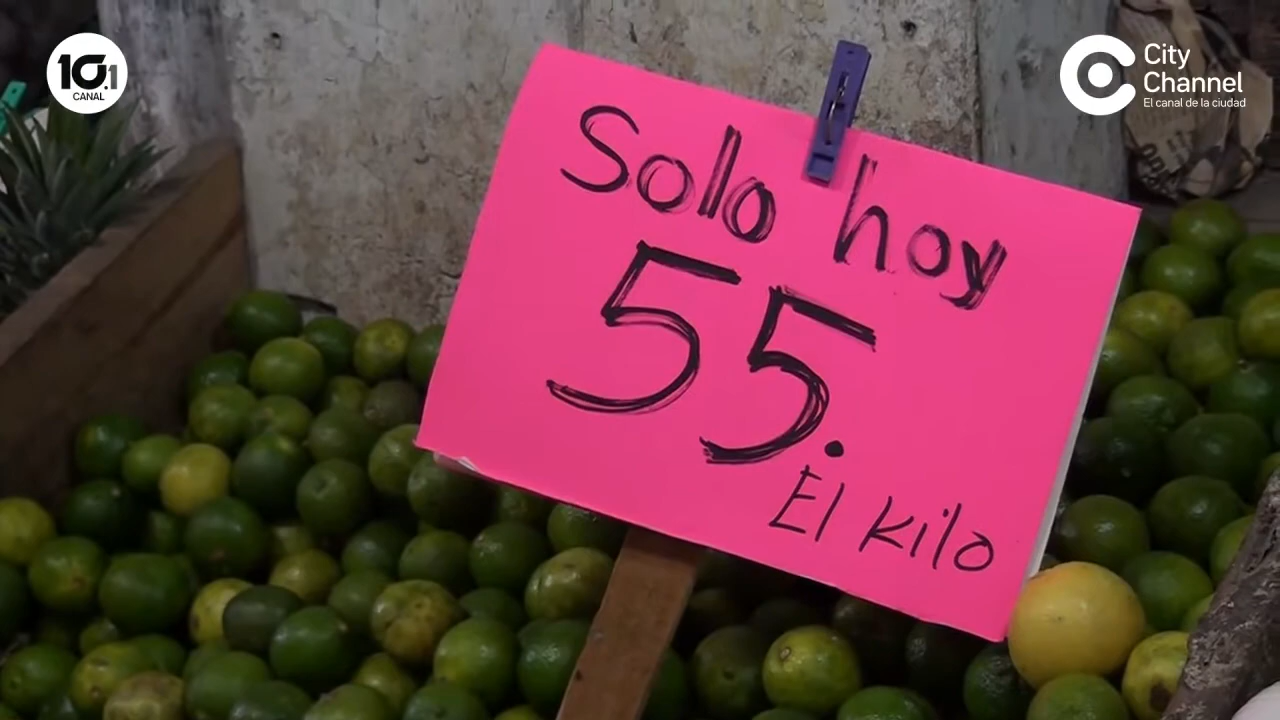 10.1
CANAL
City
Channel
El canal de la ciudad
Solo hoy
55.
El Kilo